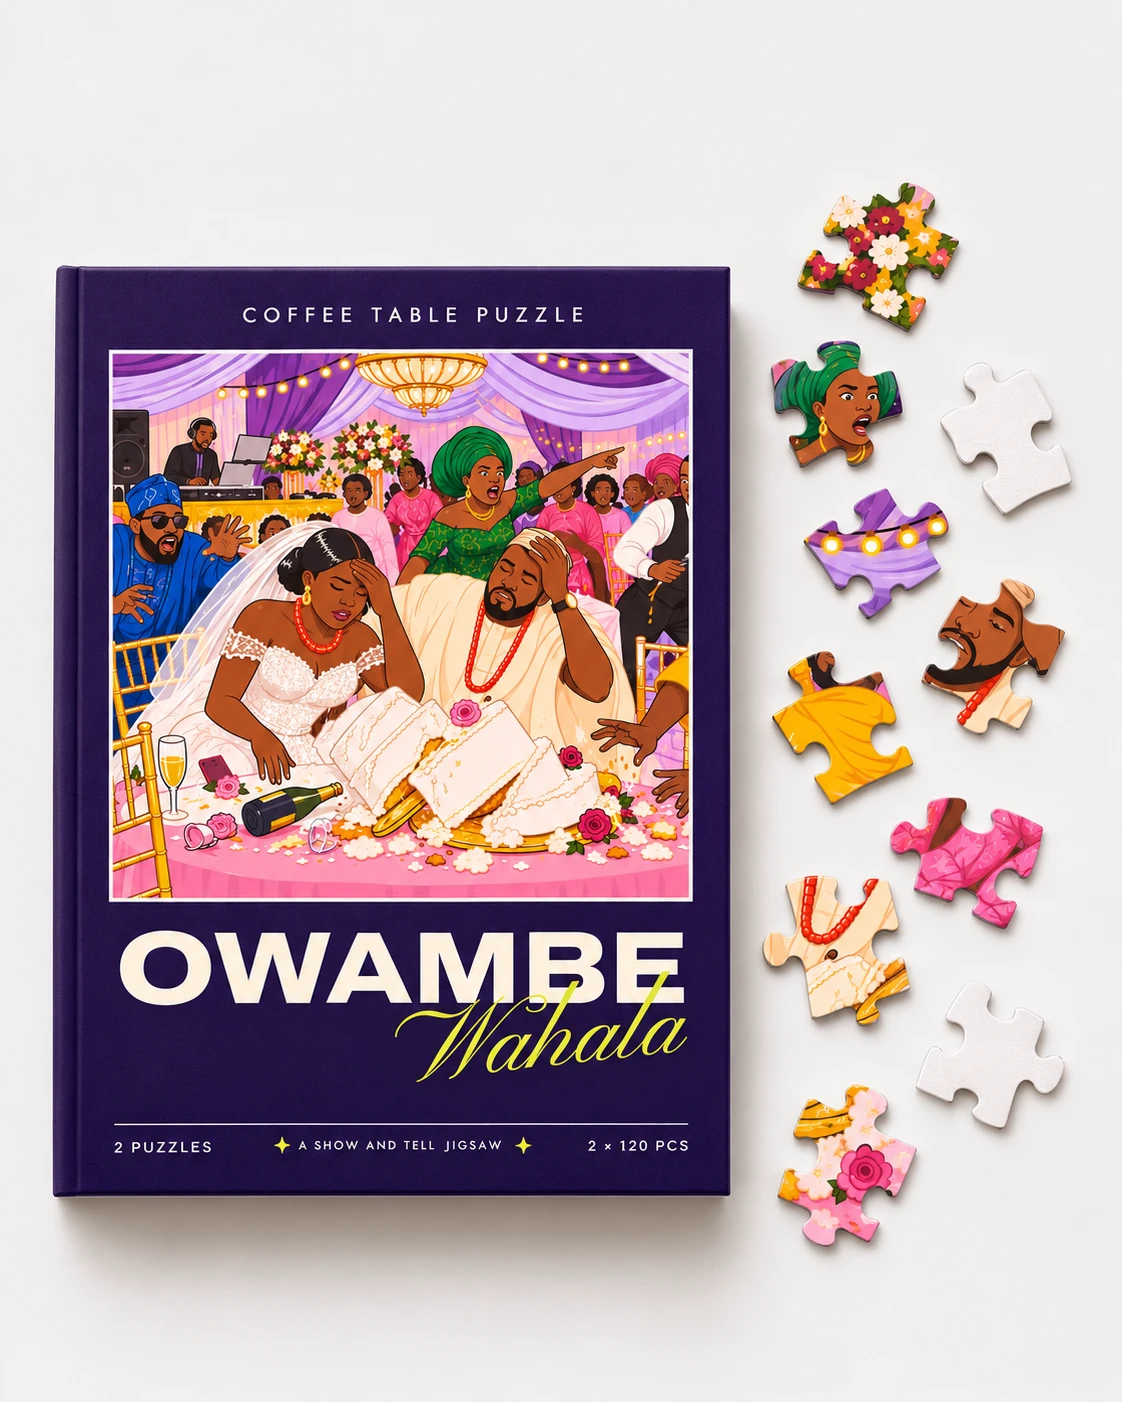 COFFEE TABLE PUZZLE
OWAMBE
Wahala
2 PUZZLES
A SHOW AND TELL JIGSAW
2 × 120 PCS